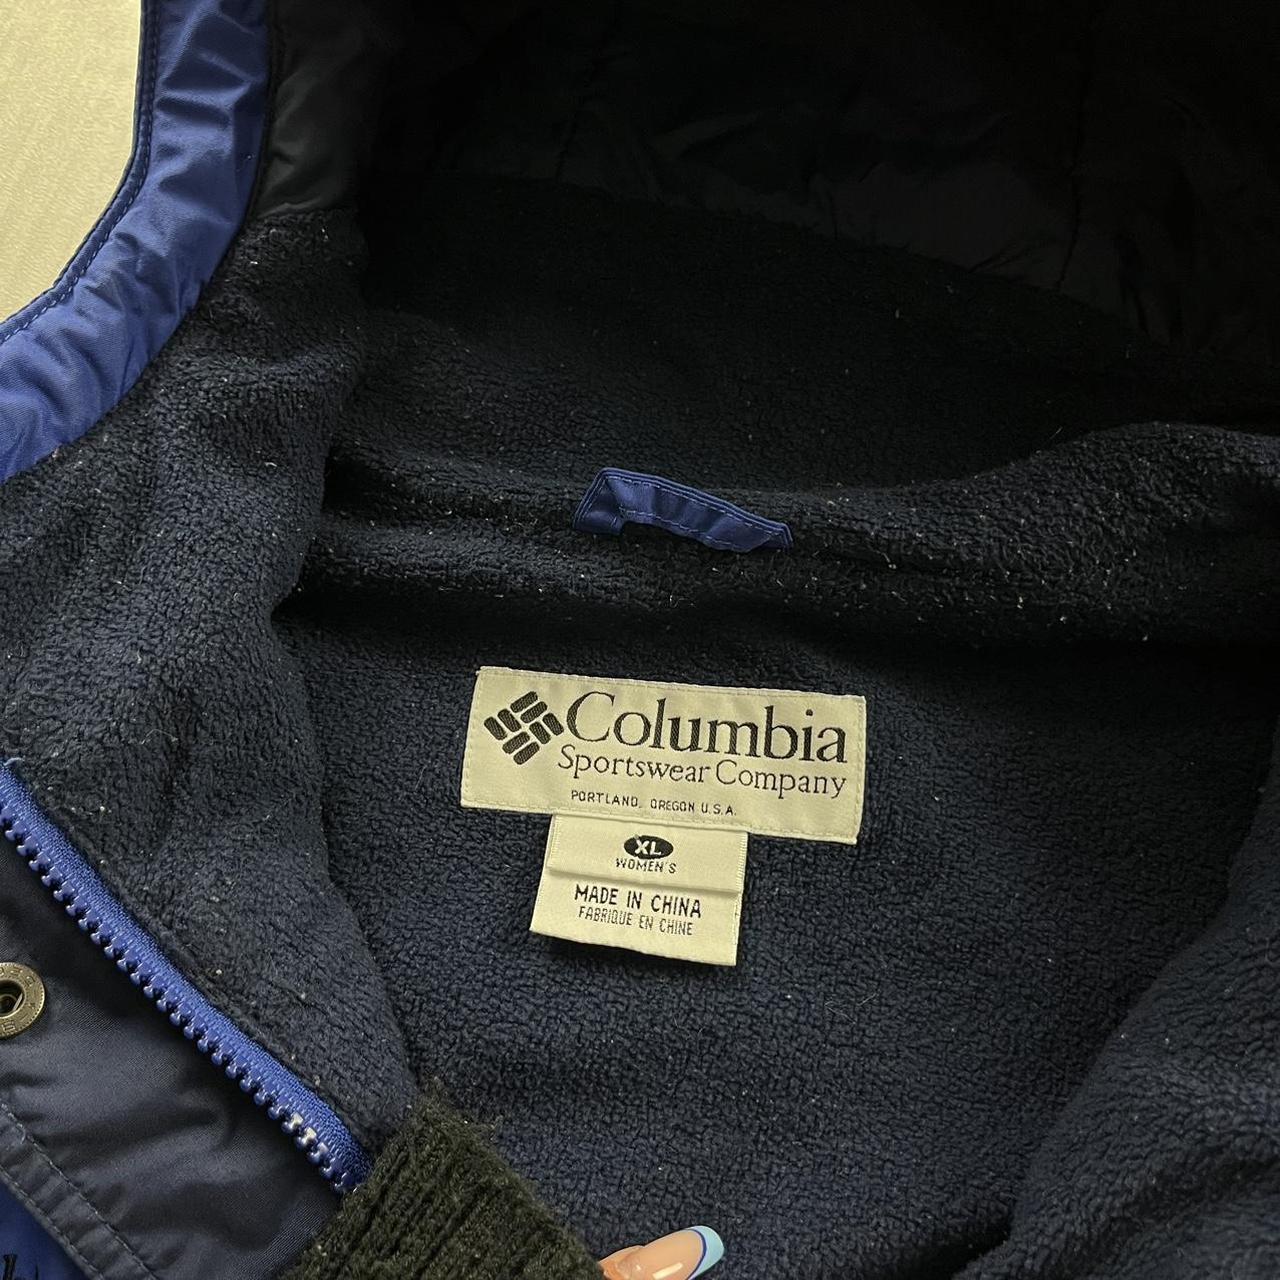 Columbia
Sportswear Company
PORTLAND, OREGON U.S.A.
XL
WOMEN'S
MADE IN CHINA
FABRIQUE EN CHINE